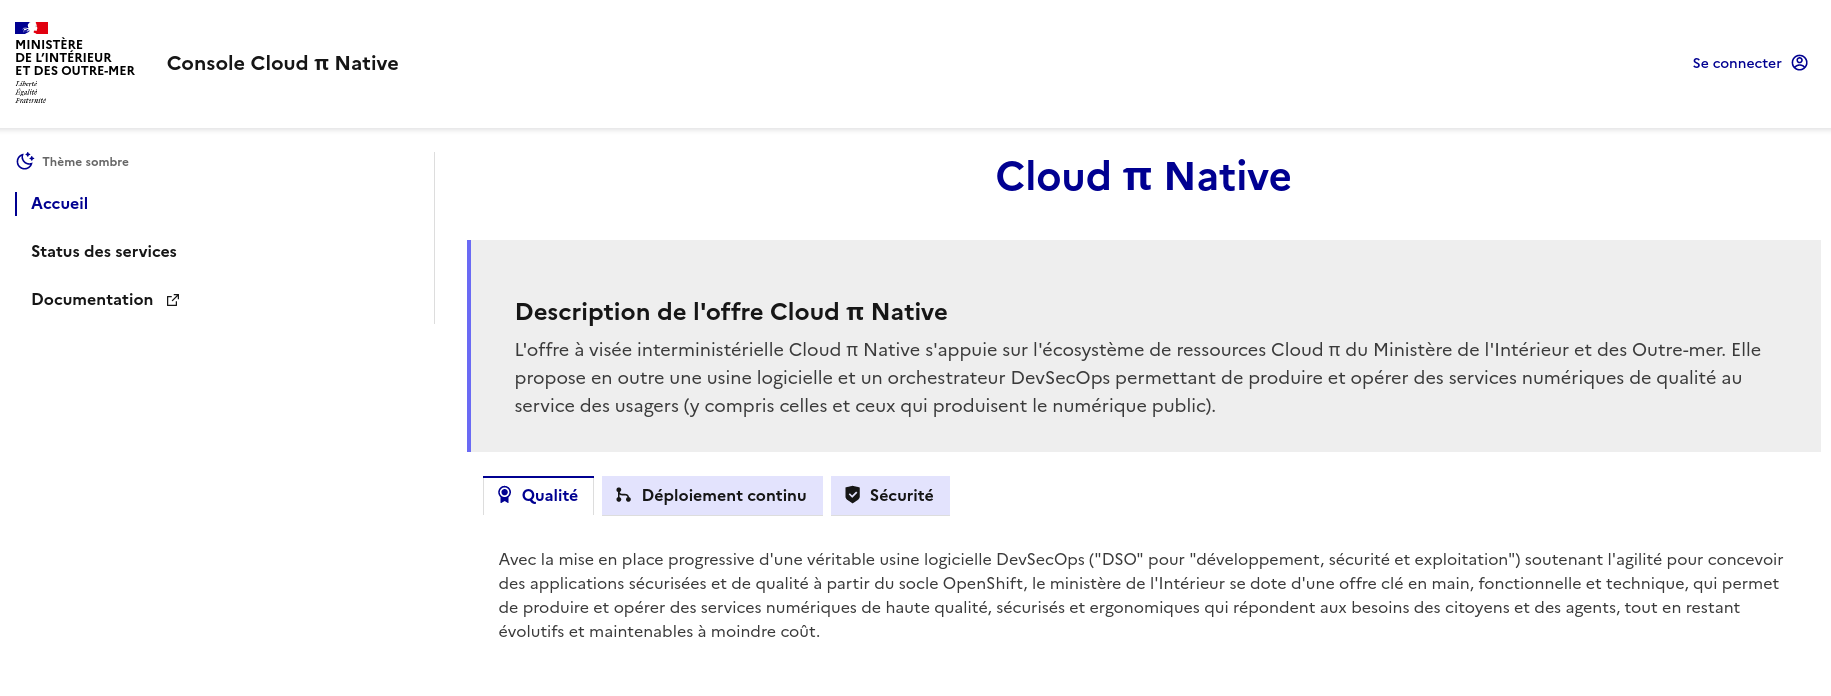 MINISTÈRE
DE L'INTÉRIEUR
ET DES OUTRE-MER
Liberté
Égalité
Fraternité
Console Cloud π Native
Se connecter
Thème sombre
Accueil
Status des services
Documentation
Cloud π Native
Description de l'offre Cloud π Native
L'offre à visée interministérielle Cloud π Native s'appuie sur l'écosystème de ressources Cloud π du Ministère de l'Intérieur et des Outre-mer. Elle
propose en outre une usine logicielle et un orchestrateur DevSecOps permettant de produire et opérer des services numériques de qualité au
service des usagers (y compris celles et ceux qui produisent le numérique public).
Qualité
Déploiement continu
Sécurité
Avec la mise en place progressive d'une véritable usine logicielle DevSecOps ("DSO" pour "développement, sécurité et exploitation") soutenant l'agilité pour concevoir
des applications sécurisées et de qualité à partir du socle OpenShift, le ministère de l'Intérieur se dote d'une offre clé en main, fonctionnelle et technique, qui permet
de produire et opérer des services numériques de haute qualité, sécurisés et ergonomiques qui répondent aux besoins des citoyens et des agents, tout en restant
évolutifs et maintenables à moindre coût.